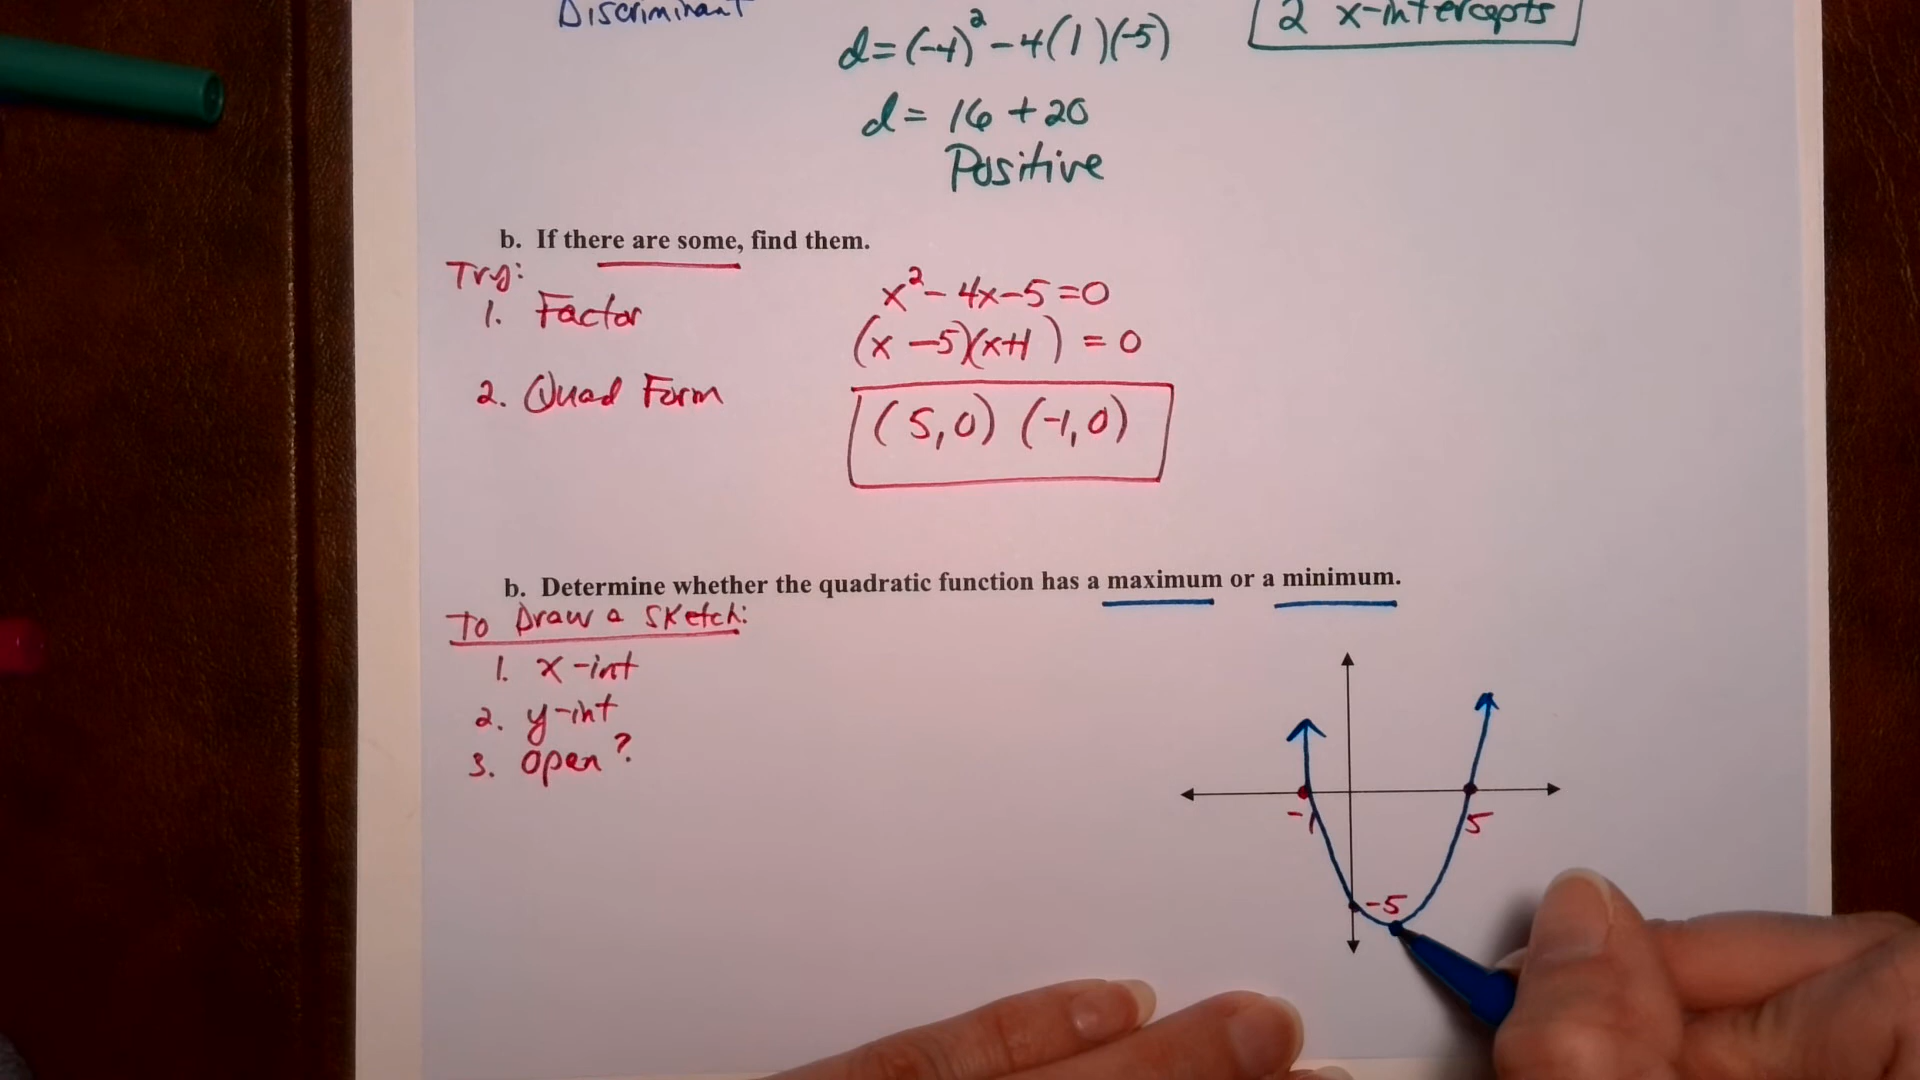 Discriminant
2 x-intercepts
d=(-4)²-4(1)(-5)
d= 16 +20
Positive
b. If there are some, find them.
Try:
1. Factor
2. Quad Form
x²-4x-5=0
(x -5)(x+1 ) = 0
(5,0) (-1,0)
b. Determine whether the quadratic function has a maximum or a minimum.
To Draw a Sketch:
1. x-int
2. y-int
3. Open?
-1
5
-5